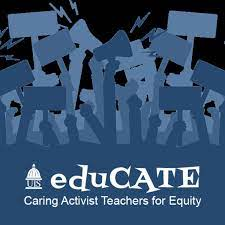 UIS eduCATE
Caring Activist Teachers for Equity